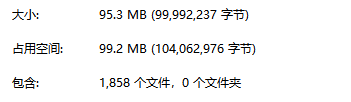 大小: 95.3 MB (99,992,237 字节)
占用空间: 99.2 MB (104,062,976 字节)
包含: 1,858 个文件，0 个文件夹